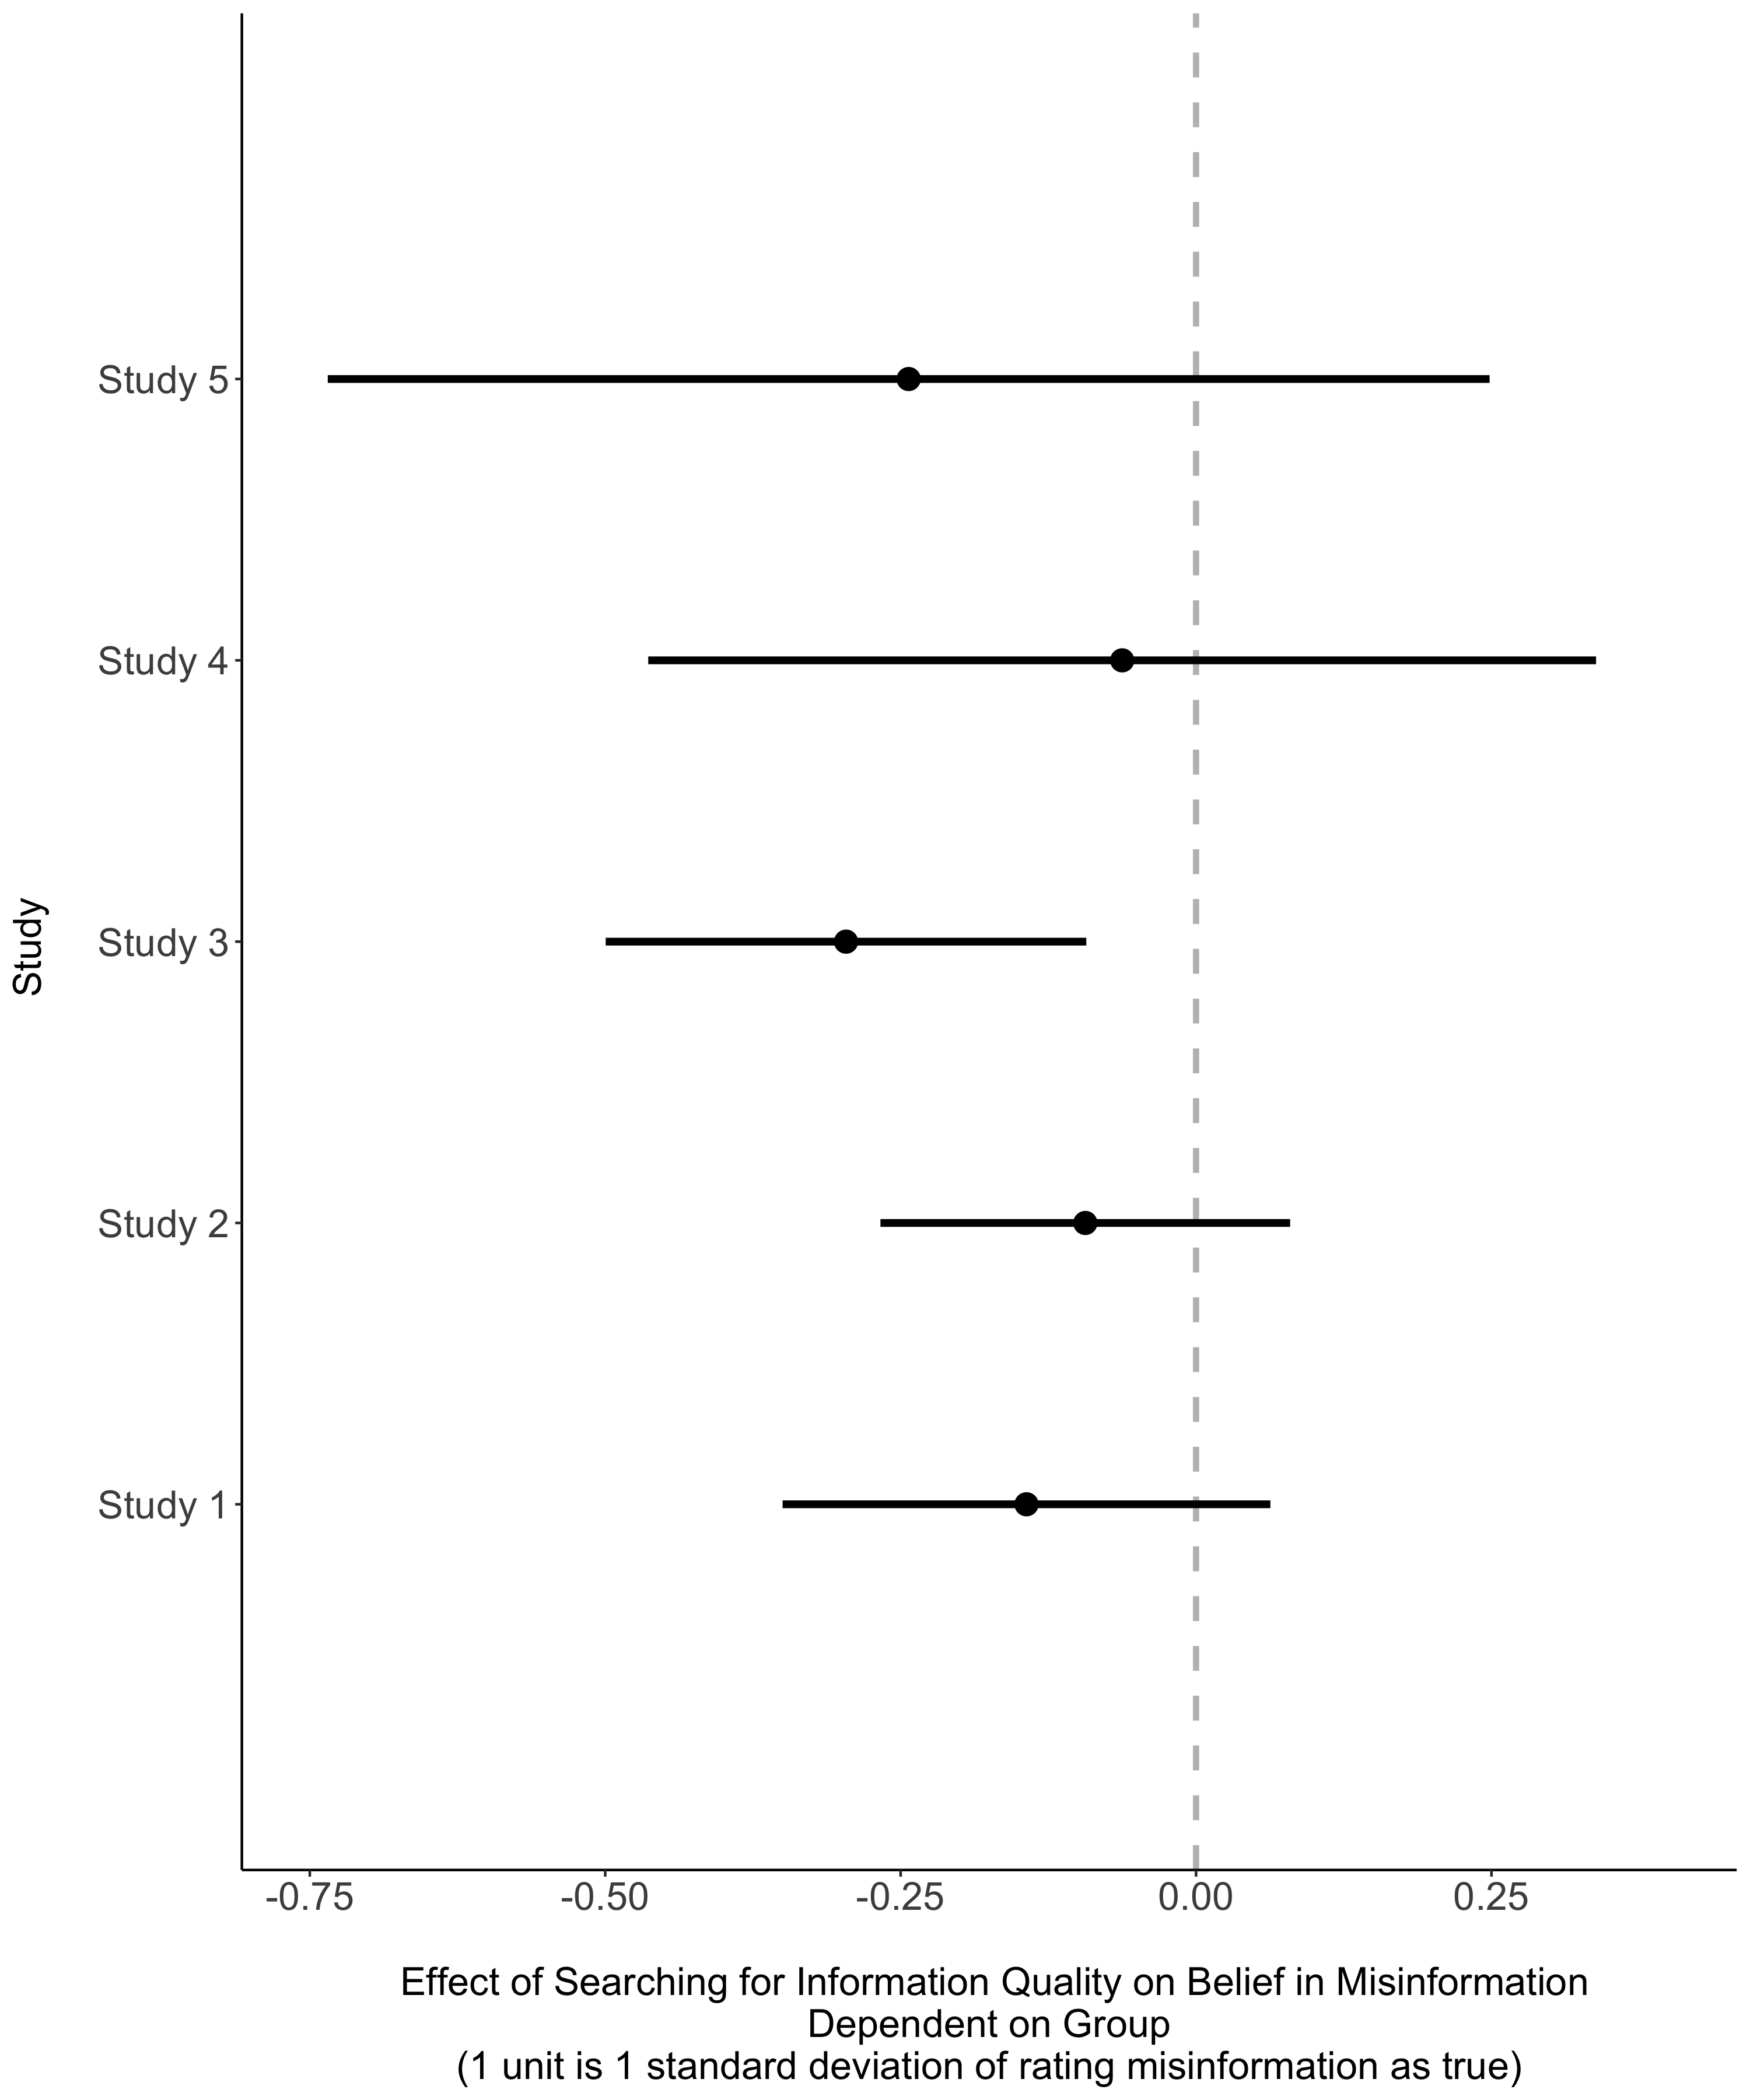 Study
Study 5
Study 4
Study 3
Study 2
Study 1
-0.75
-0.50
-0.25
0.00
0.25
Effect of Searching for Information Quality on Belief in Misinformation
Dependent on Group
(1 unit is 1 standard deviation of rating misinformation as true)